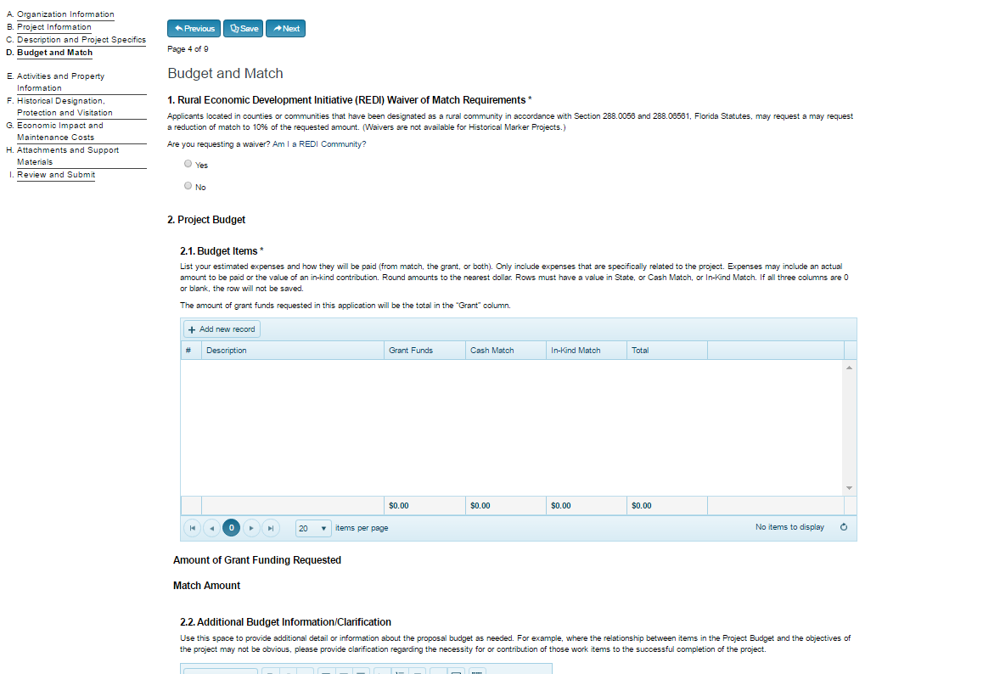 A. Organization Information
B. Project Information
C. Description and Project Specifics
D. Budget and Match
E. Activities and Property
Information
F. Historical Designation,
Protection and Visitation
G. Economic Impact and
Maintenance Costs
H. Attachments and Support
Materials
I. Review and Submit
Previous Save Next
Page 4 of 9
Budget and Match
1. Rural Economic Development Initiative (REDI) Waiver of Match Requirements *
Applicants located in counties or communities that have been designated as a rural community in accordance with Section 288.0056 and 288.06561, Florida Statutes, may request a may request
a reduction of match to 10% of the requested amount. (Waivers are not available for Historical Marker Projects.)
Are you requesting a waiver? Am I a REDI Community?
Yes
No
2. Project Budget
2.1. Budget Items *
List your estimated expenses and how they will be paid (from match, the grant, or both). Only include expenses that are specifically related to the project. Expenses may include an actual
amount to be paid or the value of an in-kind contribution. Round amounts to the nearest dollar. Rows must have a value in State, or Cash Match, or In-Kind Match. If all three columns are 0
or blank, the row will not be saved.
The amount of grant funds requested in this application will be the total in the "Grant" column.
+ Add new record
# Description Grant Funds Cash Match In-Kind Match Total
$0.00 $0.00 $0.00 $0.00
0 20 items per page No items to display
Amount of Grant Funding Requested
Match Amount
2.2. Additional Budget Information/Clarification
Use this space to provide additional detail or information about the proposal budget as needed. For example, where the relationship between items in the Project Budget and the objectives of
the project may not be obvious, please provide clarification regarding the necessity for or contribution of those work items to the successful completion of the project.